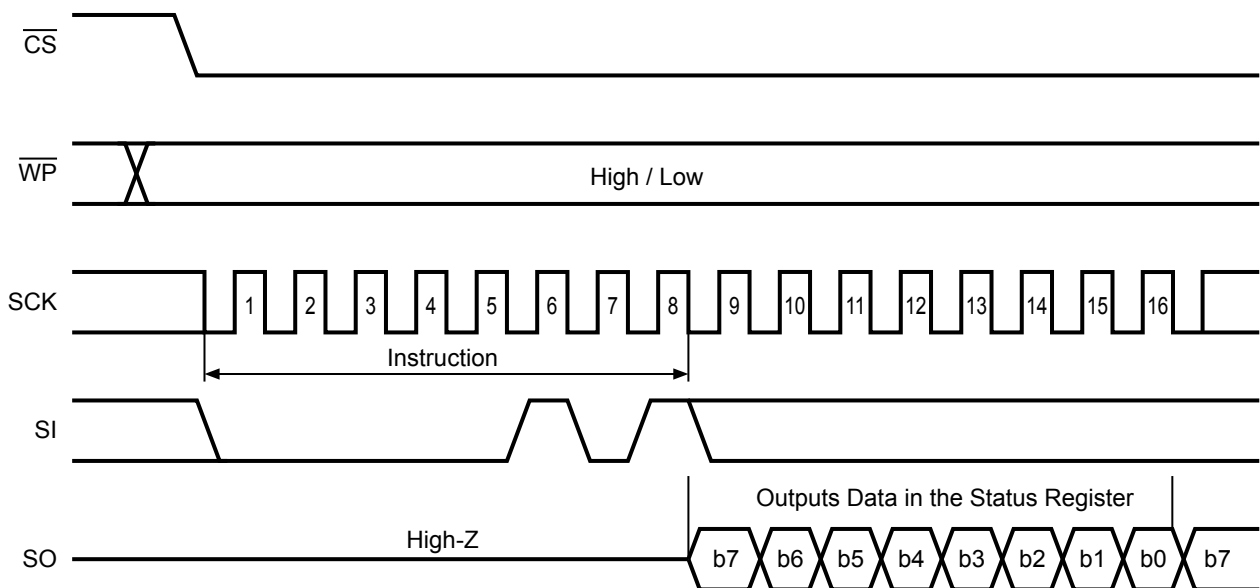 CS
WP
High / Low
SCK
1 2 3 4 5 6 7 8 9 10 11 12 13 14 15 16
Instruction
SI
Outputs Data in the Status Register
High-Z
SO
b7 b6 b5 b4 b3 b2 b1 b0 b7